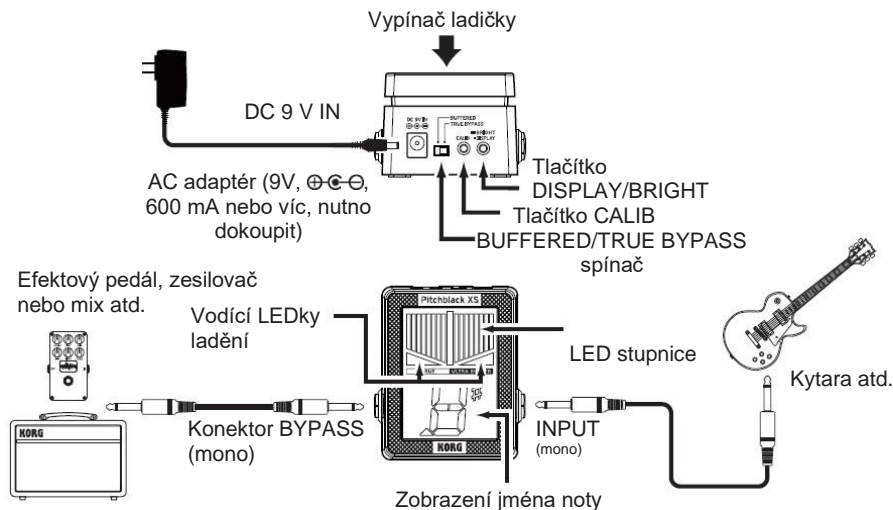 Vypínač ladičky
DC 9 V IN
DC 9V IN
BUFFERED
TRUE BYPASS
CALIB
BRIGHT
DISPLAY
AC adaptér (9V,
600 mA nebo víc, nutno
dokoupit)
Tlačítko
DISPLAY/BRIGHT
Tlačítko CALIB
BUFFERED/TRUE BYPASS
spínač
Efektový pedál, zesilovač
nebo mix atd.
Vodící LEDky
ladění
Pitchblack XS
LED stupnice
Kytara atd.
#
KORG
Konektor BYPASS
(mono)
INPUT
(mono)
KORG
Zobrazení jména noty